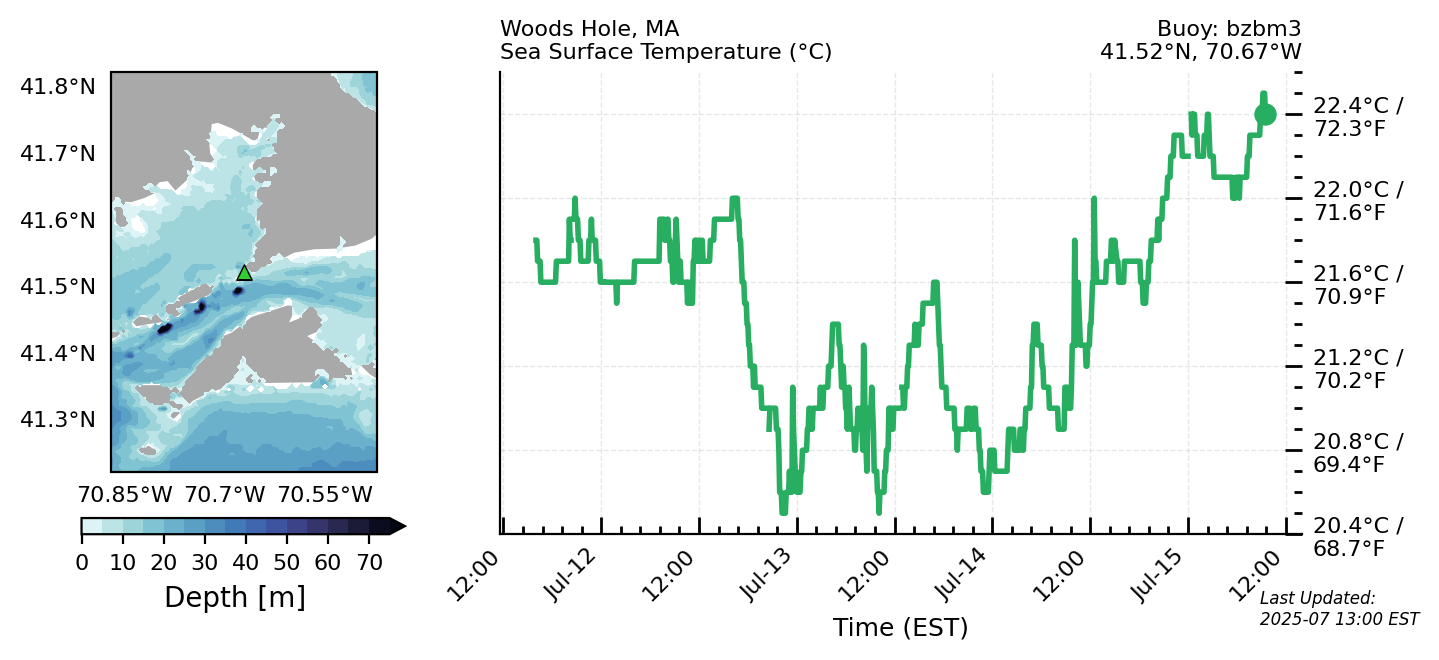 Woods Hole, MA
Sea Surface Temperature (°C)
Buoy: bzbm3
41.52°N, 70.67°W
41.8°N
41.7°N
41.6°N
41.5°N
41.4°N
41.3°N
70.85°W 70.7°W 70.55°W
0 10 20 30 40 50 60 70
Depth [m]
22.4°C /
72.3°F
22.0°C /
71.6°F
21.6°C /
70.9°F
21.2°C /
70.2°F
20.8°C /
69.4°F
20.4°C /
68.7°F
12:00
Jul-12
12:00
Jul-13
12:00
Jul-14
12:00
Jul-15
12:00
Time (EST)
Last Updated:
2025-07 13:00 EST